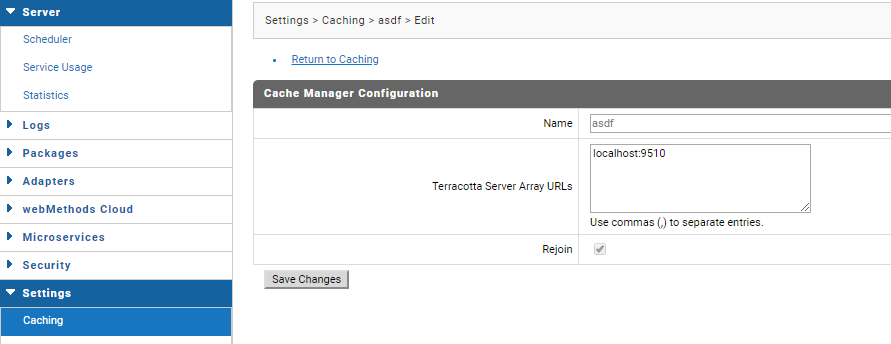 Server
Scheduler
Service Usage
Statistics
Logs
Packages
Adapters
webMethods Cloud
Microservices
Security
Settings
Caching
Settings > Caching > asdf > Edit
Return to Caching
Cache Manager Configuration
Name
asdf
Terracotta Server Array URLs
localhost:9510
Use commas (,) to separate entries.
Rejoin
Save Changes